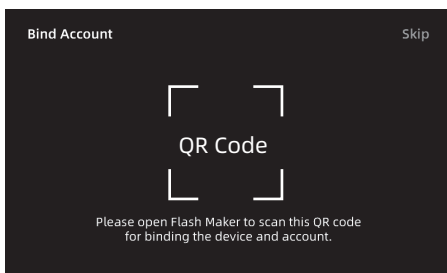 Bind Account
Skip
QR Code
Please open Flash Maker to scan this QR code
for binding the device and account.